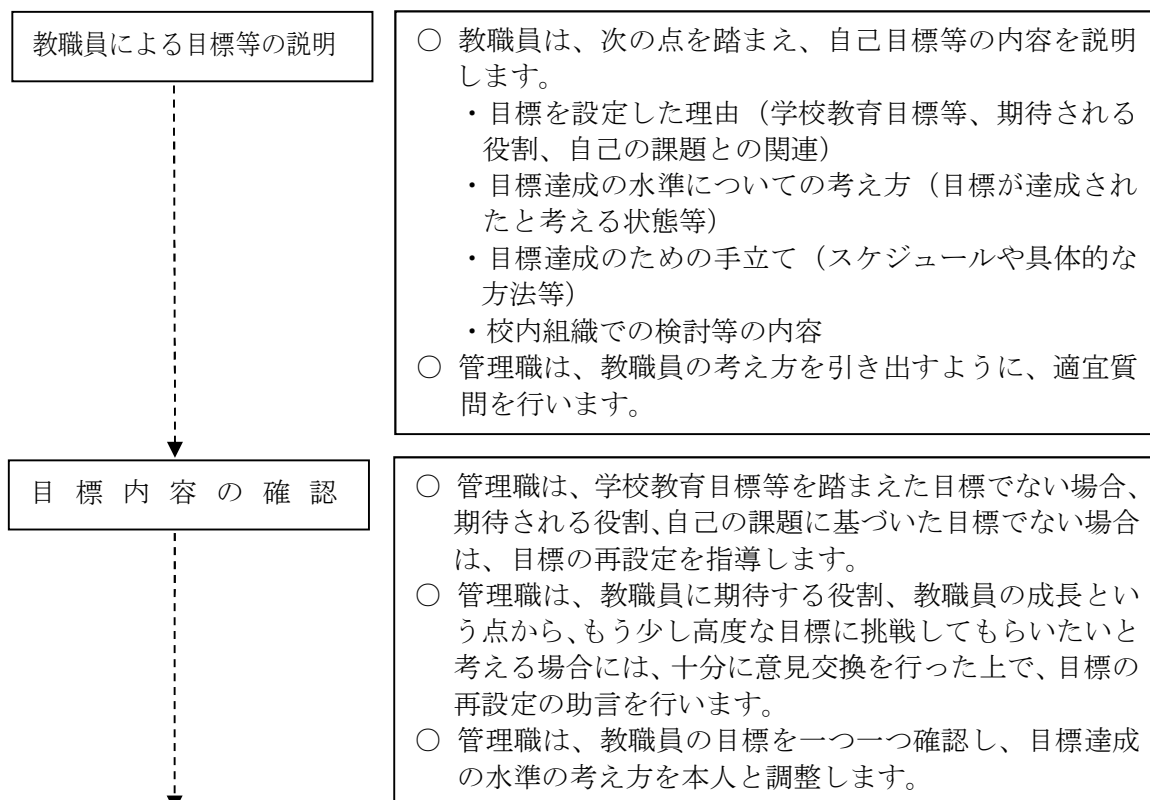 教職員による目標等の説明
○ 教職員は、次の点を踏まえ、自己目標等の内容を説明
します。
・目標を設定した理由（学校教育目標等、期待される
役割、自己の課題との関連）
・目標達成の水準についての考え方（目標が達成され
たと考える状態等）
・目標達成のための手立て（スケジュールや具体的な
方法等）
・校内組織での検討等の内容
○ 管理職は、教職員の考え方を引き出すように、適宜質
問を行います。
目標内容の確認
○ 管理職は、学校教育目標等を踏まえた目標でない場合、
期待される役割、自己の課題に基づいた目標でない場合
は、目標の再設定を指導します。
○ 管理職は、教職員に期待する役割、教職員の成長とい
う点から、もう少し高度な目標に挑戦してもらいたいと
考える場合には、十分に意見交換を行った上で、目標の
再設定の助言を行います。
○ 管理職は、教職員の目標を一つ一つ確認し、目標達成
の水準の考え方を本人と調整します。